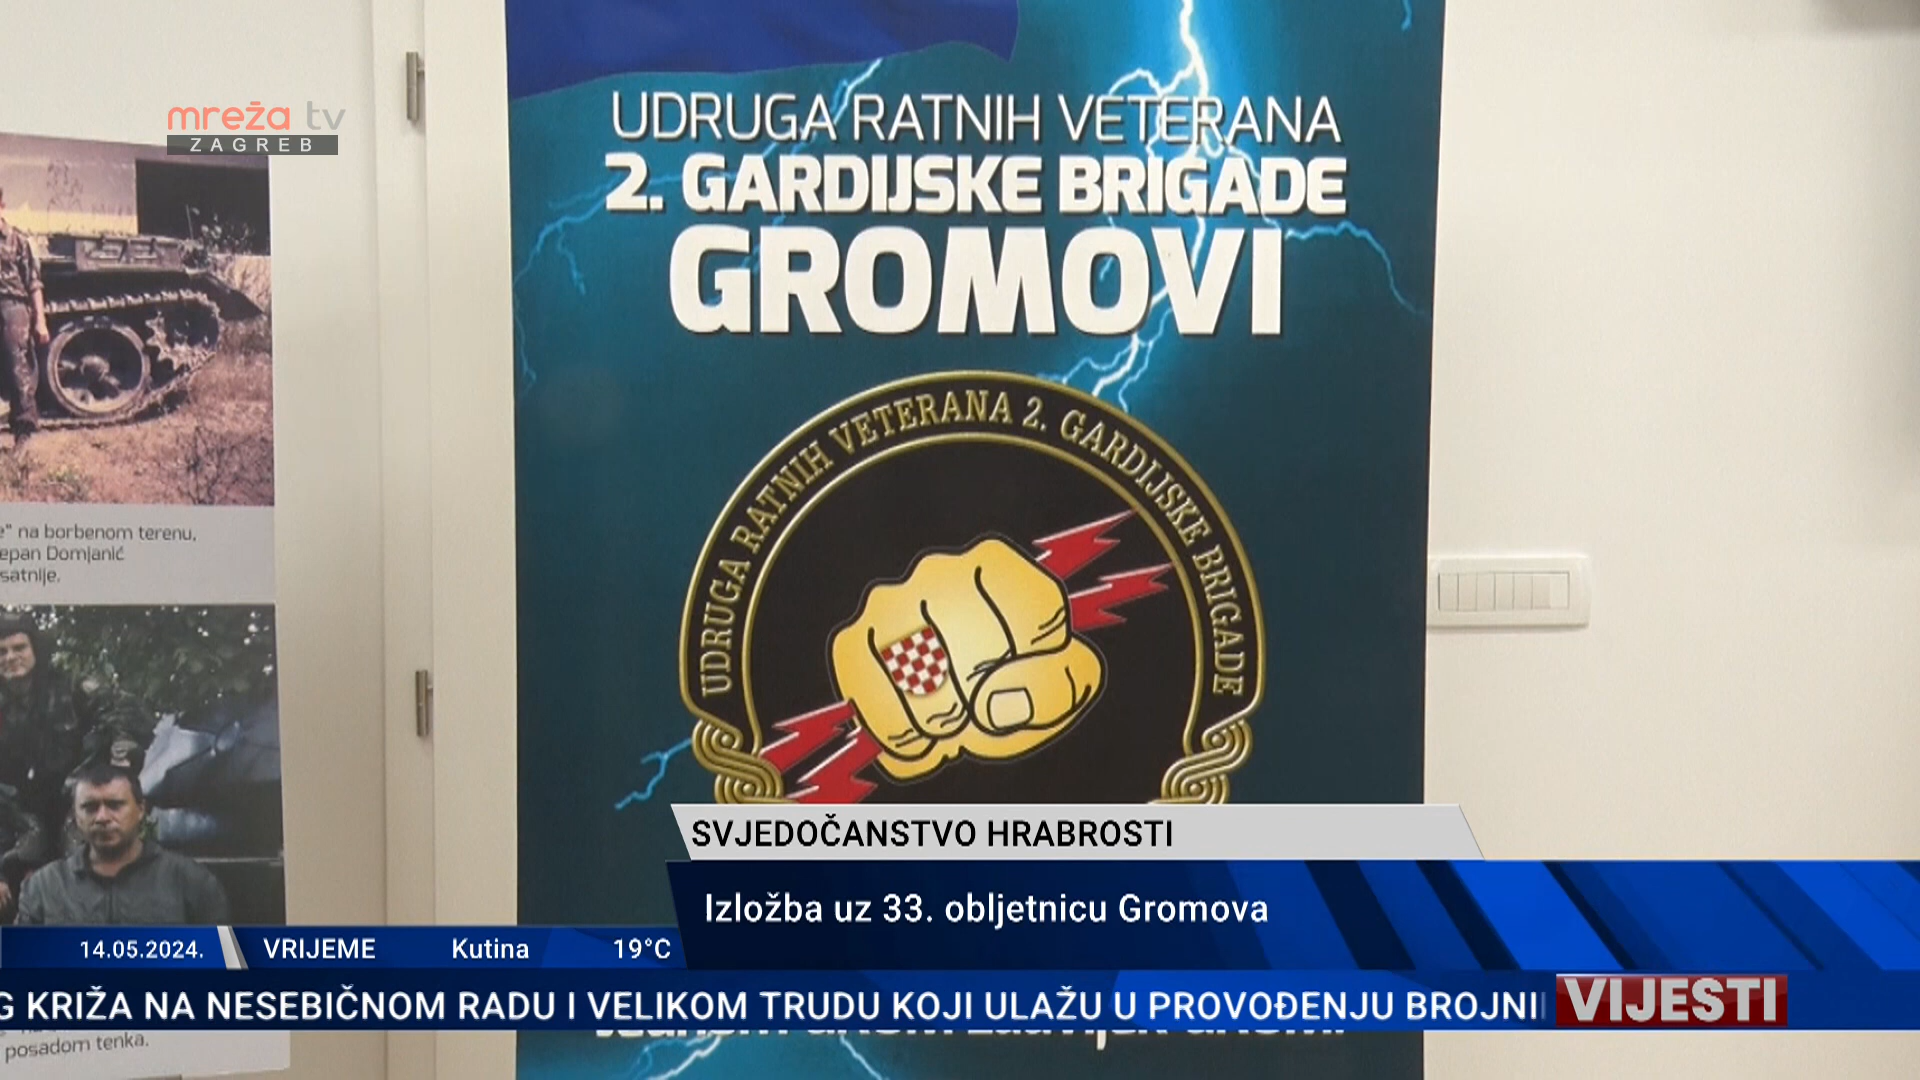 mreža tv
ZAGREB
UDRUGA RATNIH VETERANA
2. GARDIJSKE BRIGADE
GROMOVI
UDRUGA RATNIH VETERANA 2. GARDIJSKE BRIGADE
na borbenom terenu,
epan Domjanić
satnije.
SVJEDOČANSTVO HRABROSTI
Izložba uz 33. obljetnicu Gromova
14.05.2024. VRIJEME Kutina 19°C
G KRIŽA NA NESEBIČNOM RADU I VELIKOM TRUDU KOJI ULAŽU U PROVOĐENJU BROJNI
VIJESTI
posadom tenka.